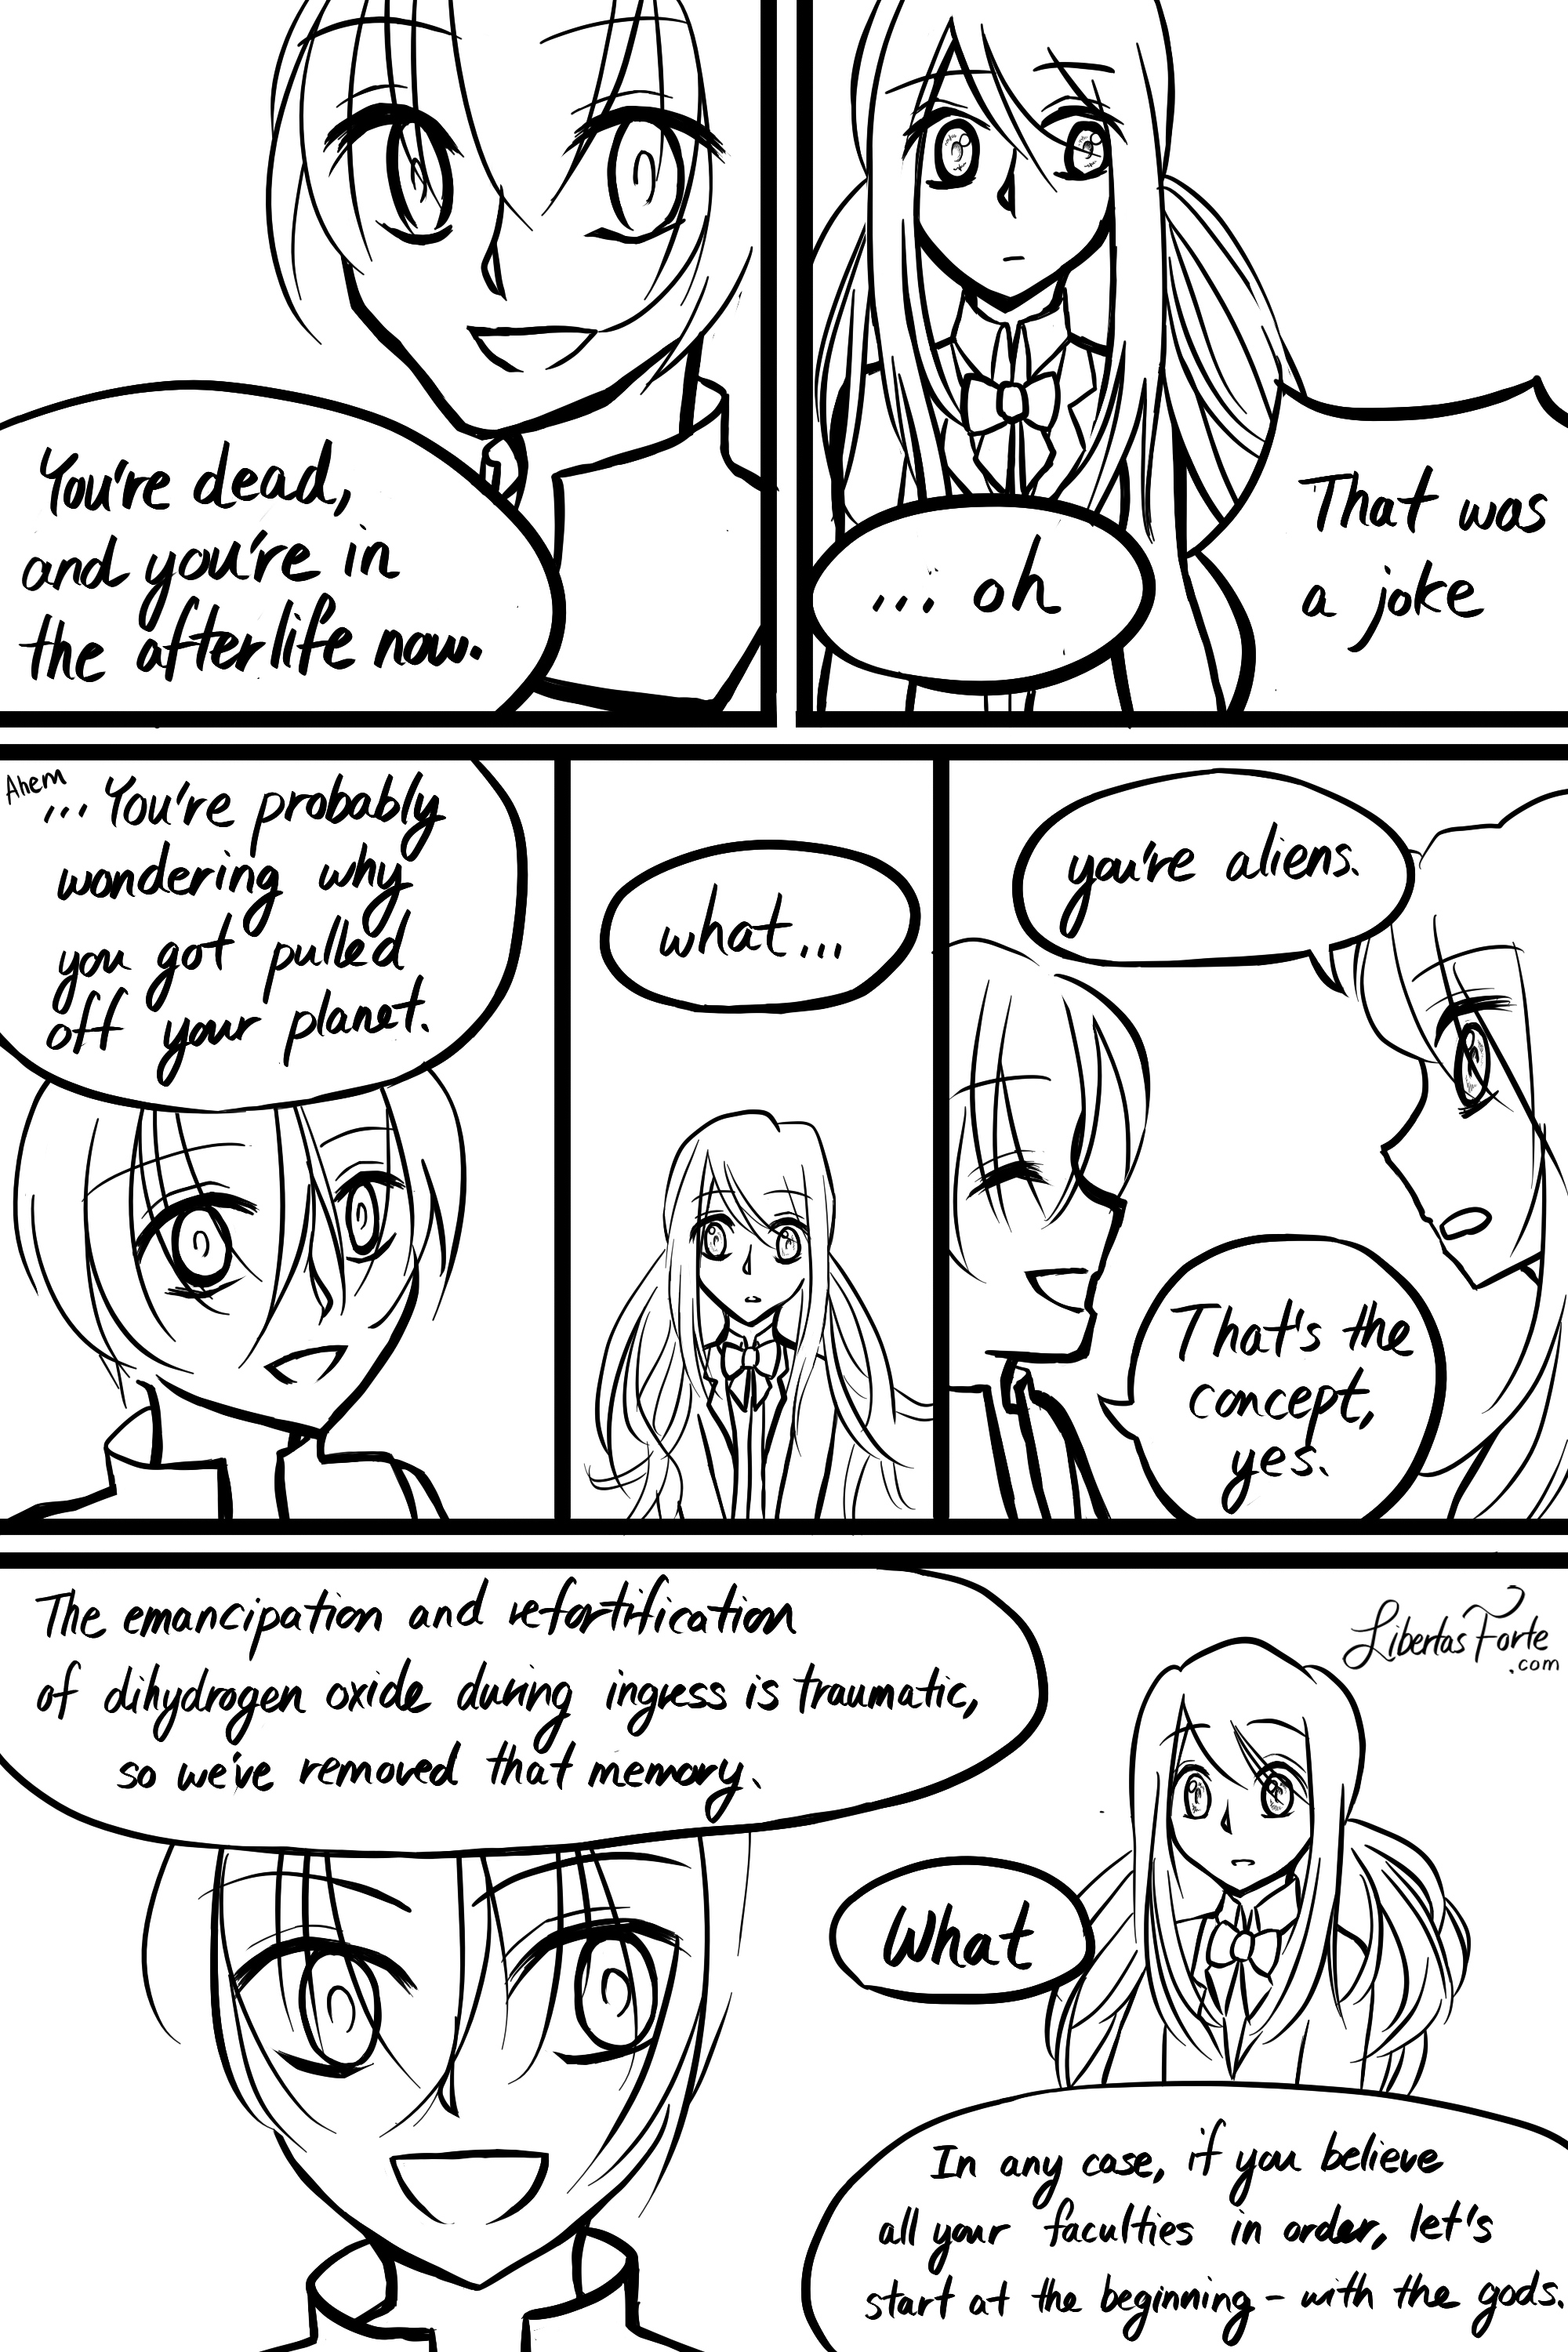 You're dead,
and you're in
the afterlife now.
... oh
That was
a joke
Ahem
... You're probably
wondering why
you got pulled
off your planet.
what...
you're aliens.
That's the
concept,
yes.
The emancipation and refortification
of dihydrogen oxide during ingress is traumatic,
so we've removed that memory.
Libertas Forte
.com
What
In any case, if you believe
all your faculties in order, let's
start at the beginning - with the gods.